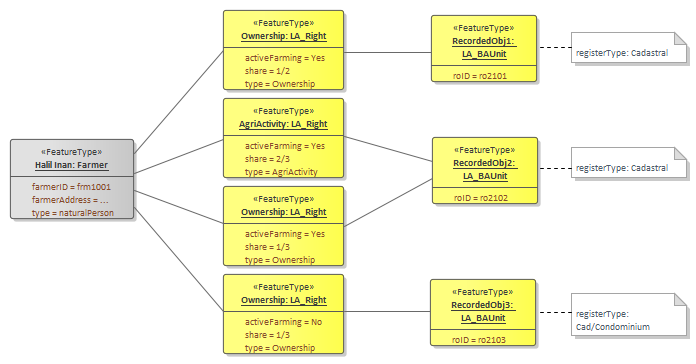 «FeatureType»
Halil Inan: Farmer
farmerID = frm1001
farmerAddress = ...
type = naturalPerson
«FeatureType»
Ownership: LA_Right
activeFarming = Yes
share = 1/2
type = Ownership
«FeatureType»
AgriActivity: LA_Right
activeFarming = Yes
share = 2/3
type = AgriActivity
«FeatureType»
Ownership: LA_Right
activeFarming = Yes
share = 1/3
type = Ownership
«FeatureType»
Ownership: LA_Right
activeFarming = No
share = 1/3
type = Ownership
«FeatureType»
RecordedObj1:
LA_BAUnit
roID = ro2101
«FeatureType»
RecordedObj2:
LA_BAUnit
roID = ro2102
«FeatureType»
RecordedObj3:
LA_BAUnit
roID = ro2103
registerType: Cadastral
registerType: Cadastral
registerType:
Cad/Condominium